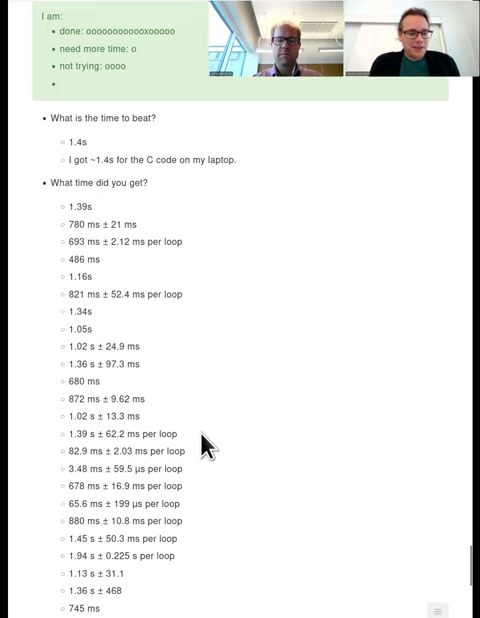 I am:
• done: oooooooooooxooooo
• need more time: o
• not trying: oooo
•
• What is the time to beat?
○ 1.4s
○ I got ~1.4s for the C code on my laptop.
• What time did you get?
○ 1.39s
○ 780 ms ± 21 ms
○ 693 ms ± 2.12 ms per loop
○ 486 ms
○ 1.16s
○ 821 ms ± 52.4 ms per loop
○ 1.34s
○ 1.05s
○ 1.02 s ± 24.9 ms
○ 1.36 s ± 97.3 ms
○ 680 ms
○ 872 ms ± 9.62 ms
○ 1.02 s ± 13.3 ms
○ 1.39 s ± 62.2 ms per loop
○ 82.9 ms ± 2.03 ms per loop
○ 3.48 ms ± 59.5 µs per loop
○ 678 ms ± 16.9 ms per loop
○ 65.6 ms ± 199 µs per loop
○ 880 ms ± 10.8 ms per loop
○ 1.45 s ± 50.3 ms per loop
○ 1.94 s ± 0.225 s per loop
○ 1.13 s ± 31.1
○ 1.36 s ± 468
○ 745 ms